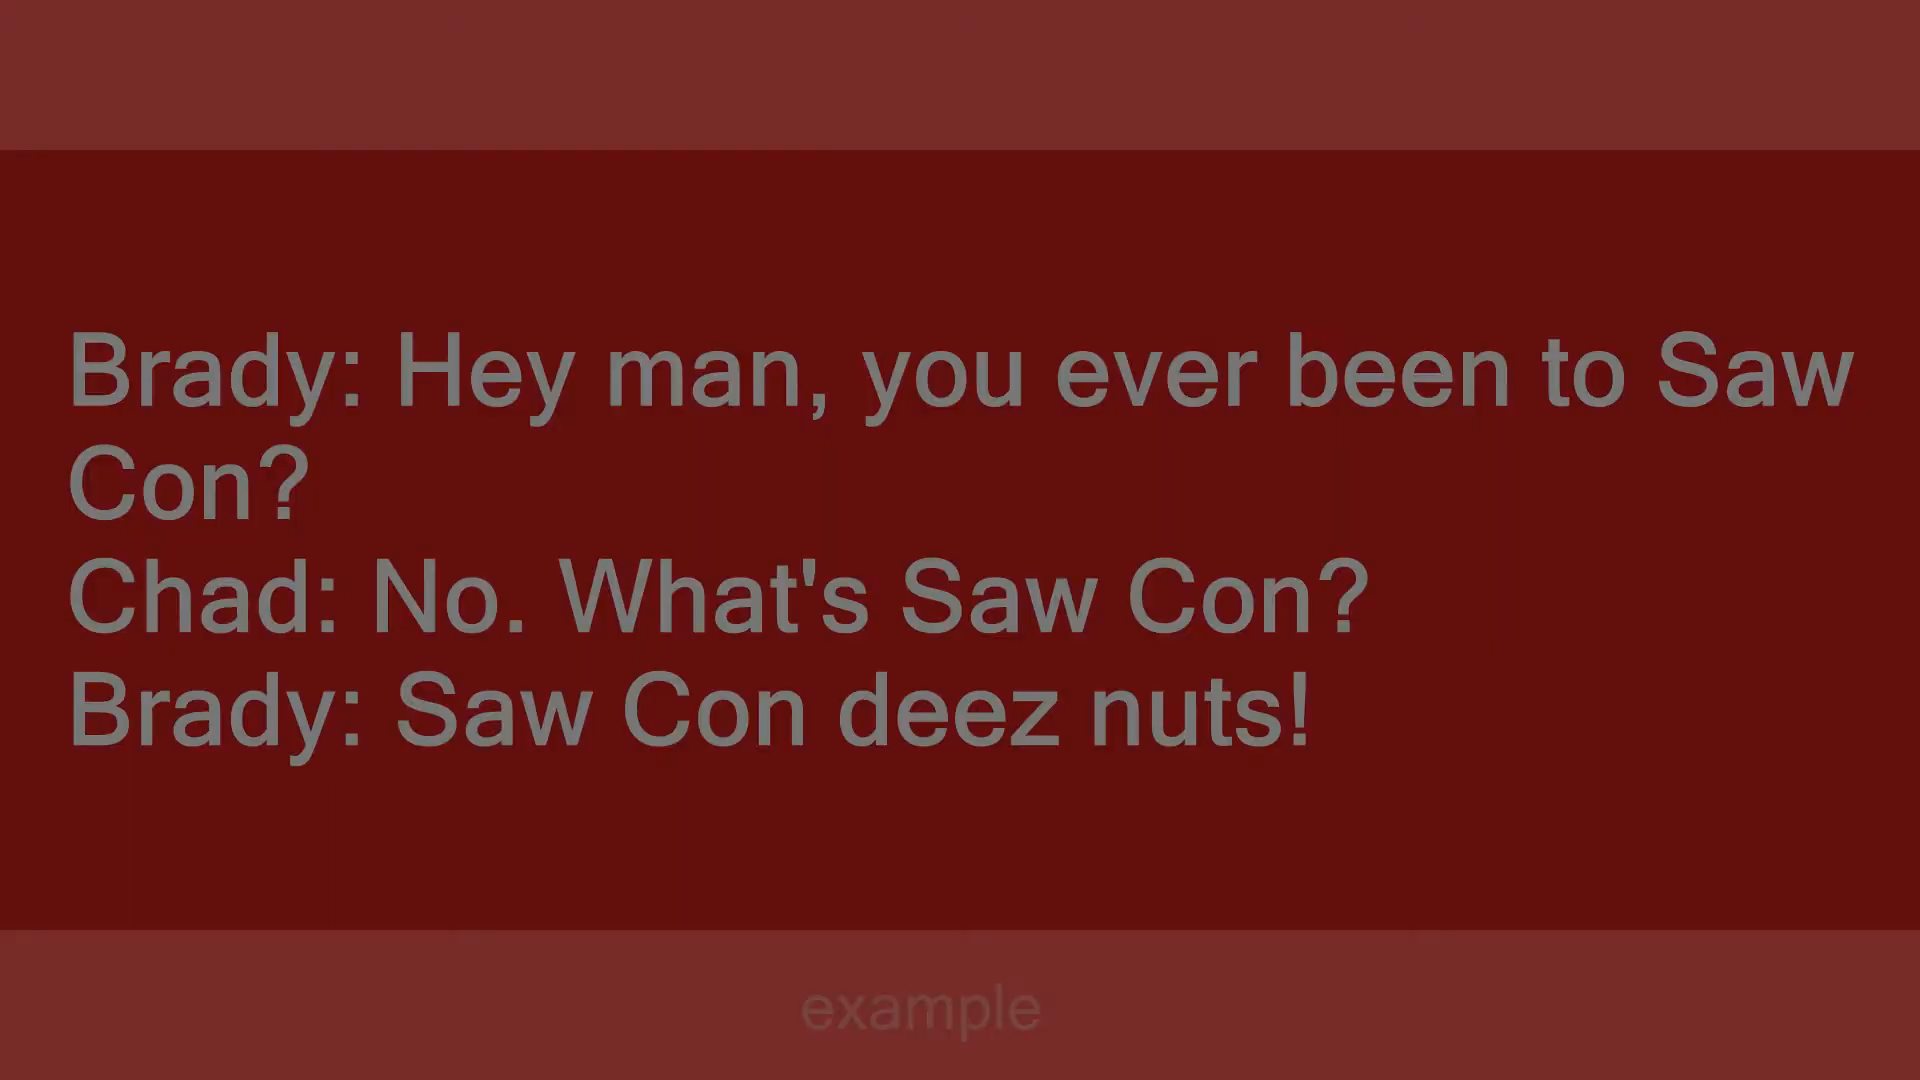 Brady: Hey man, you ever been to Saw
Con?
Chad: No. What's Saw Con?
Brady: Saw Con deez nuts!
example